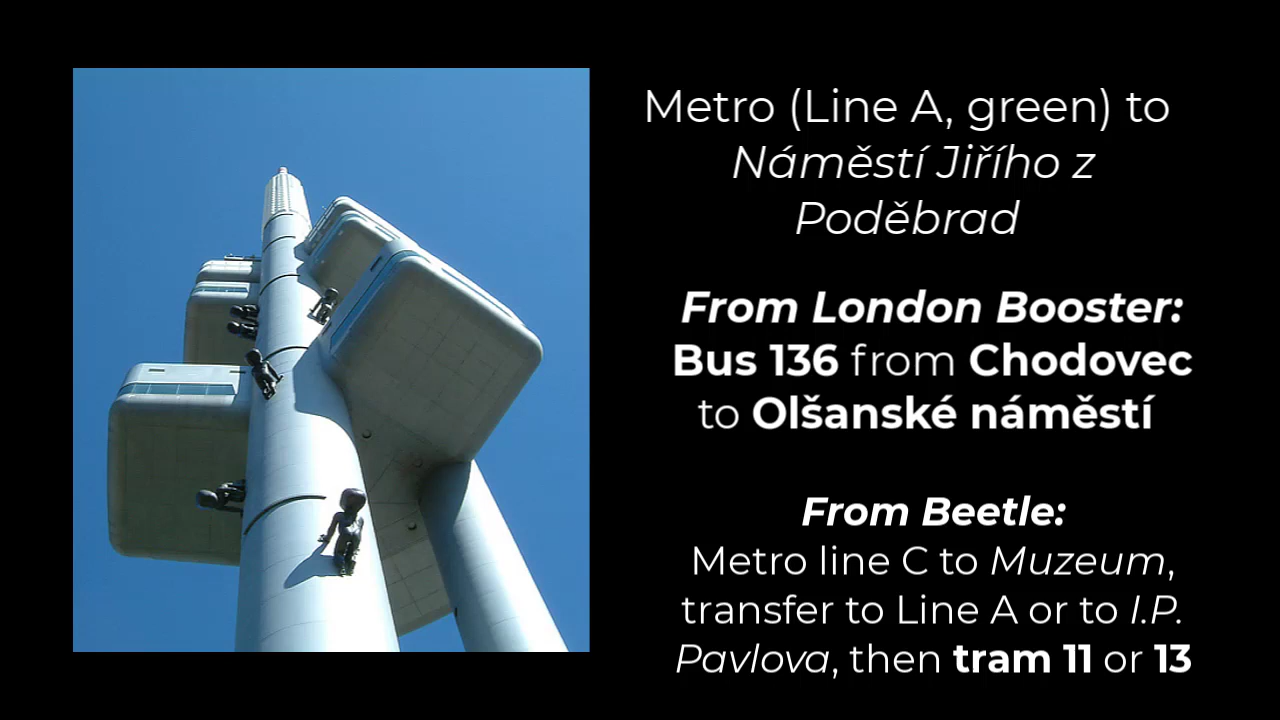 Metro (Line A, green) to
Náměstí Jiřího z
Poděbrad
From London Booster:
Bus 136 from Chodovec
to Olšanské náměstí
From Beetle:
Metro line C to Muzeum,
transfer to Line A or to I.P.
Pavlova, then tram 11 or 13